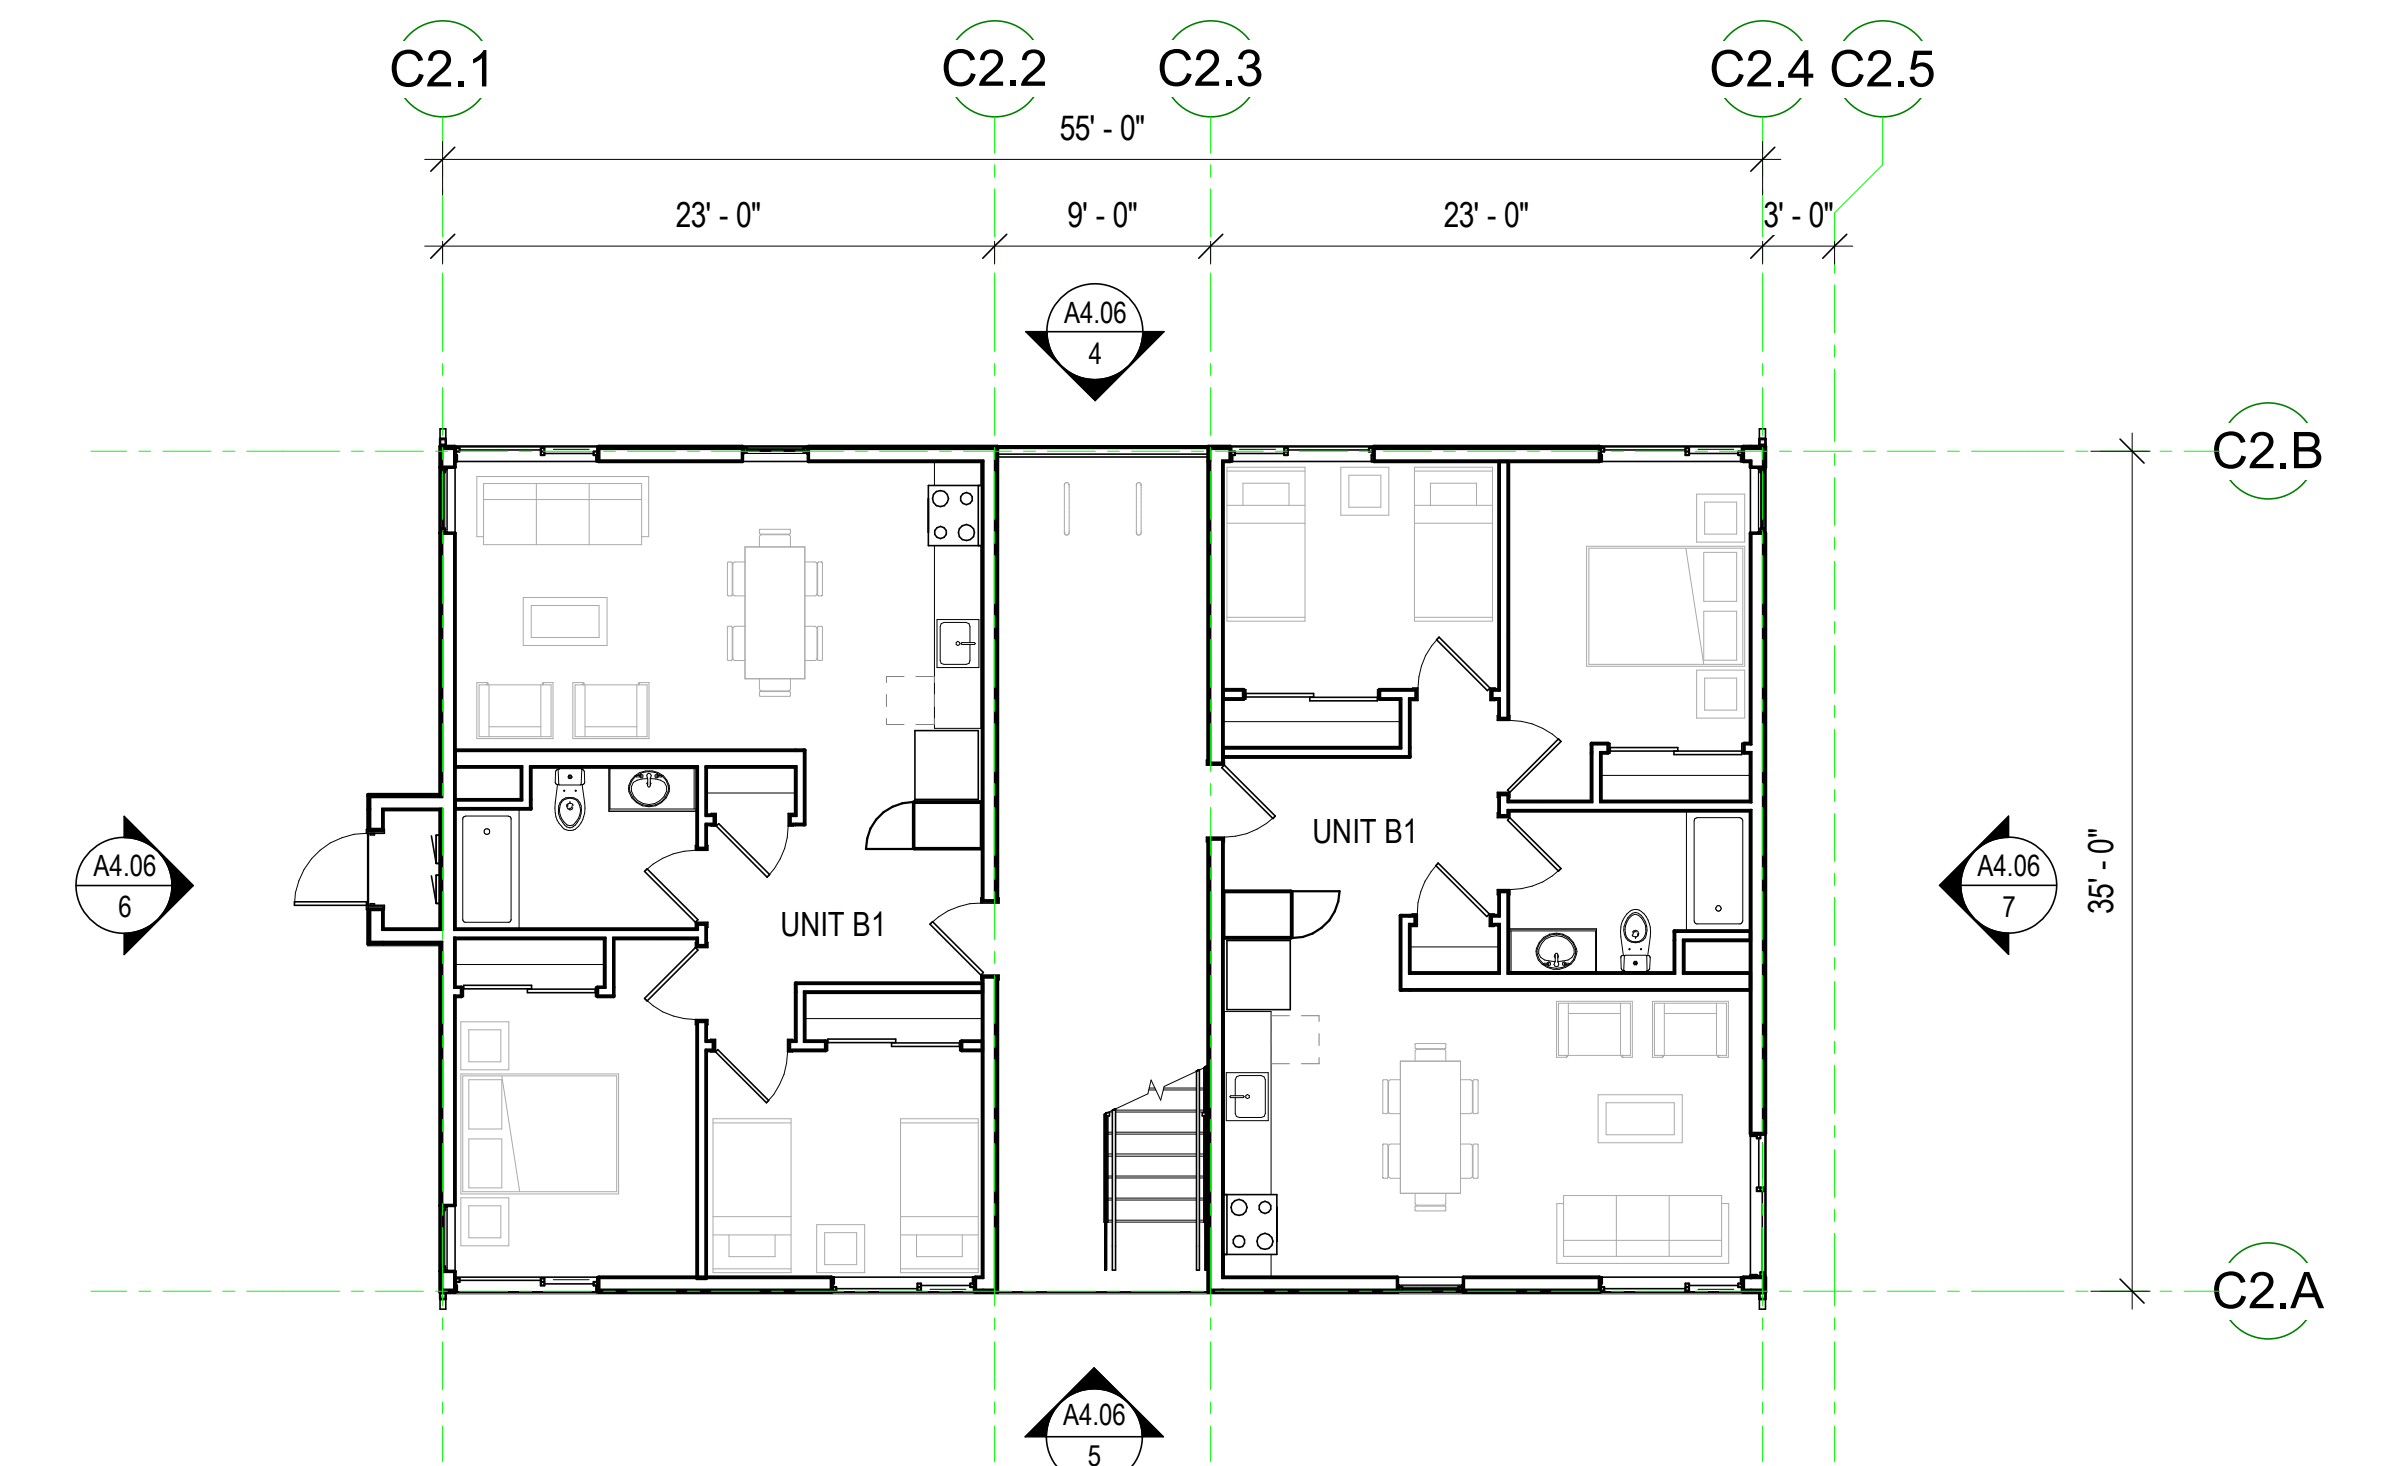 C2.1
C2.2
C2.3
C2.4
C2.5
55' - 0"
23' - 0"
9' - 0"
23' - 0"
3' - 0"
A4.06
4
C2.B
UNIT B1
A4.06
6
A4.06
7
35' - 0"
UNIT B1
C2.A
A4.06
5